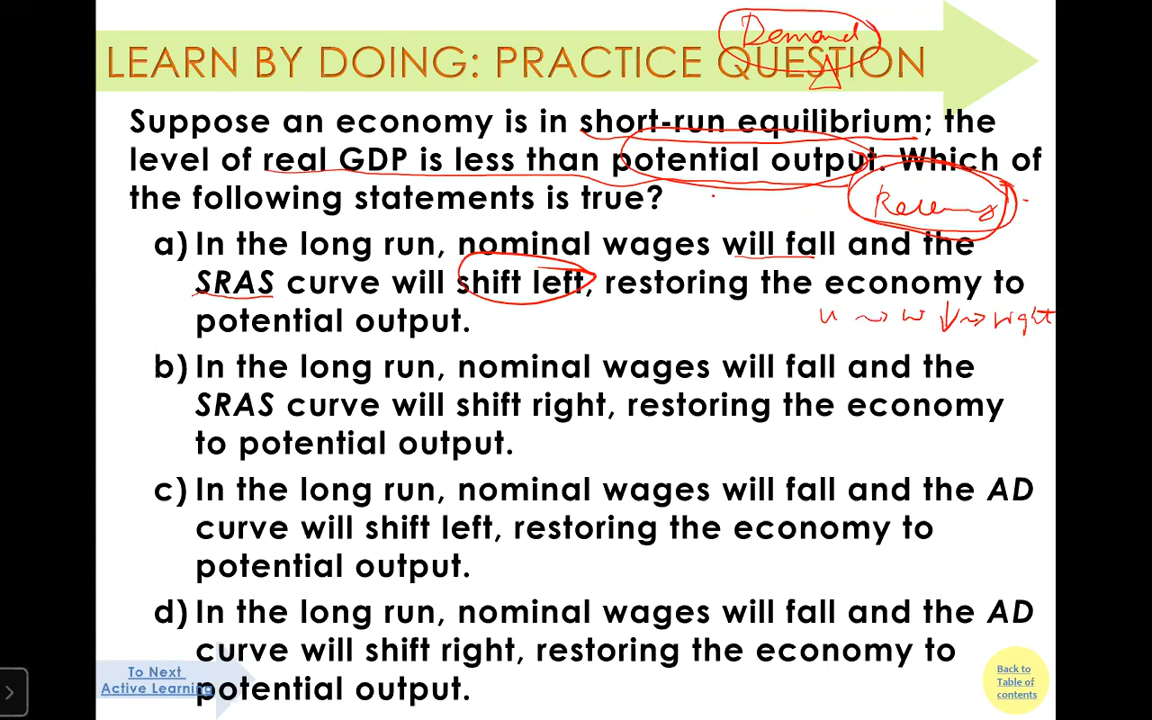 Demand
LEARN BY DOING: PRACTICE QUESTION
Suppose an economy is in short-run equilibrium; the
level of real GDP is less than potential output. Which of
the following statements is true?
a) In the long run, nominal wages will fall and the
SRAS curve will shift left, restoring the economy to
potential output.
u → w ↓ → right
b) In the long run, nominal wages will fall and the
SRAS curve will shift right, restoring the economy
to potential output.
c) In the long run, nominal wages will fall and the AD
curve will shift left, restoring the economy to
potential output.
d) In the long run, nominal wages will fall and the AD
curve will shift right, restoring the economy to
potential output.
To Next
Active Learning
Back to
Table of
contents